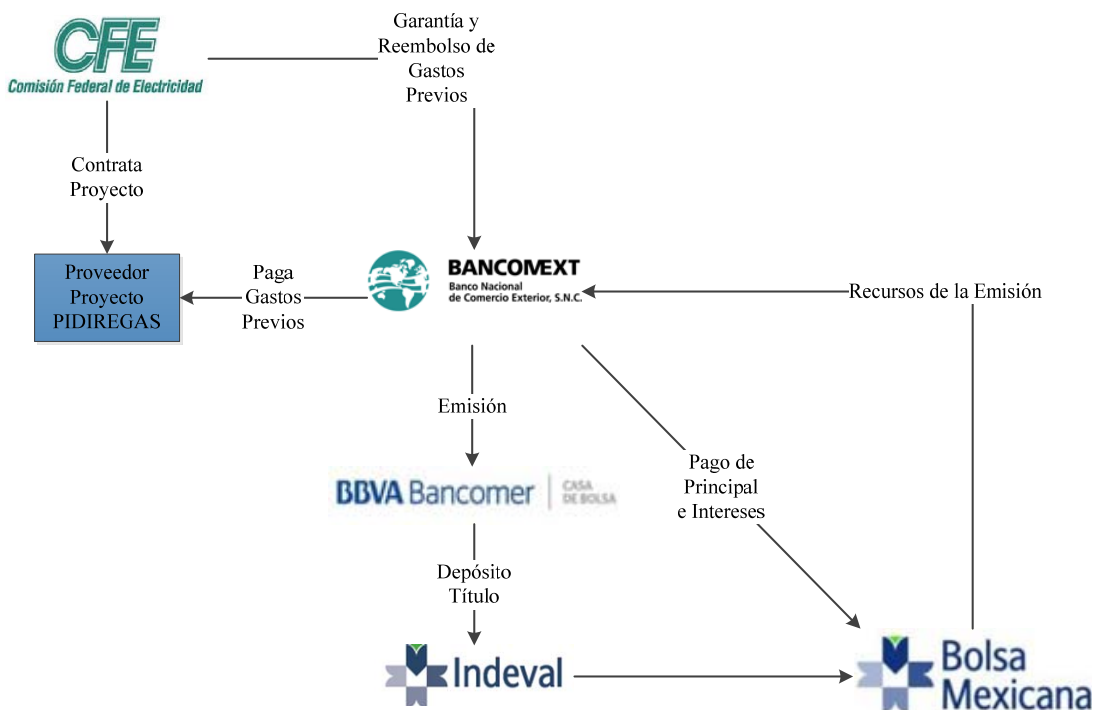 CFE
Comisión Federal de Electricidad
Garantía y
Reembolso de
Gastos
Previos
Contrata
Proyecto
Proveedor
Proyecto
PIDIREGAS
Paga
Gastos
Previos
BANCOMEXT
Banco Nacional
de Comercio Exterior, S.N.C.
Recursos de la Emisión
Emisión
BBVA Bancomer
CASA
DE BOLSA
Pago de
Principal
e Intereses
Depósito
Título
Indeval
Bolsa
Mexicana